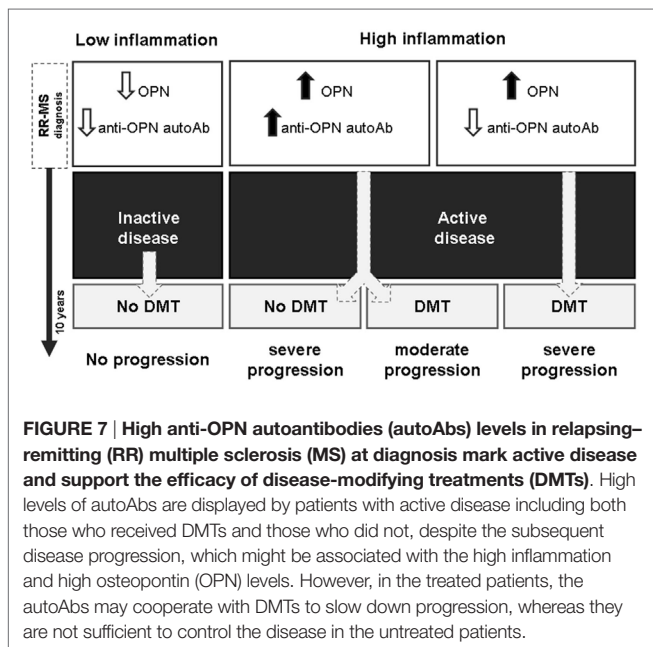 Low inflammation High inflammation
RR-MS
diagnosis
OPN
anti-OPN autoAb
OPN
anti-OPN autoAb
OPN
anti-OPN autoAb
Inactive
disease
Active
disease
10 years
No DMT
No DMT
DMT
DMT
No progression
severe
progression
moderate
progression
severe
progression
FIGURE 7 | High anti-OPN autoantibodies (autoAbs) levels in relapsing–
remitting (RR) multiple sclerosis (MS) at diagnosis mark active disease
and support the efficacy of disease-modifying treatments (DMTs). High
levels of autoAbs are displayed by patients with active disease including both
those who received DMTs and those who did not, despite the subsequent
disease progression, which might be associated with the high inflammation
and high osteopontin (OPN) levels. However, in the treated patients, the
autoAbs may cooperate with DMTs to slow down progression, whereas they
are not sufficient to control the disease in the untreated patients.